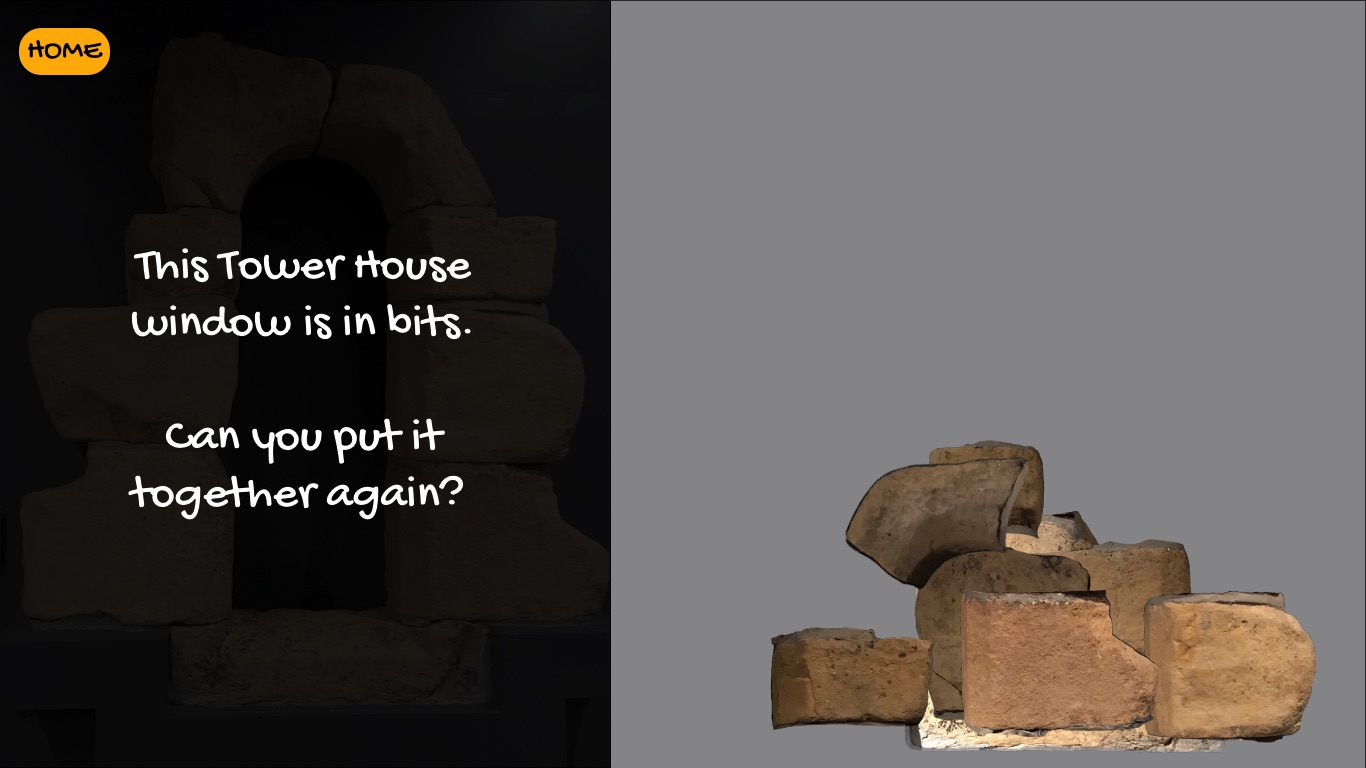 HOME
This Tower House
window is in bits.
Can you put it
together again?